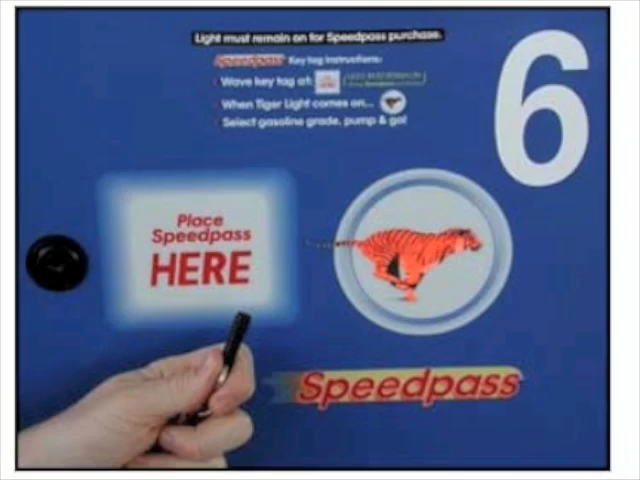 Light must remain on for Speedpass purchase.
Speedpass Key tag instructions:
Wave key tag at:
When Tiger Light comes on...
Select gasoline grade, pump & go!
6
Place
Speedpass
HERE
Speedpass